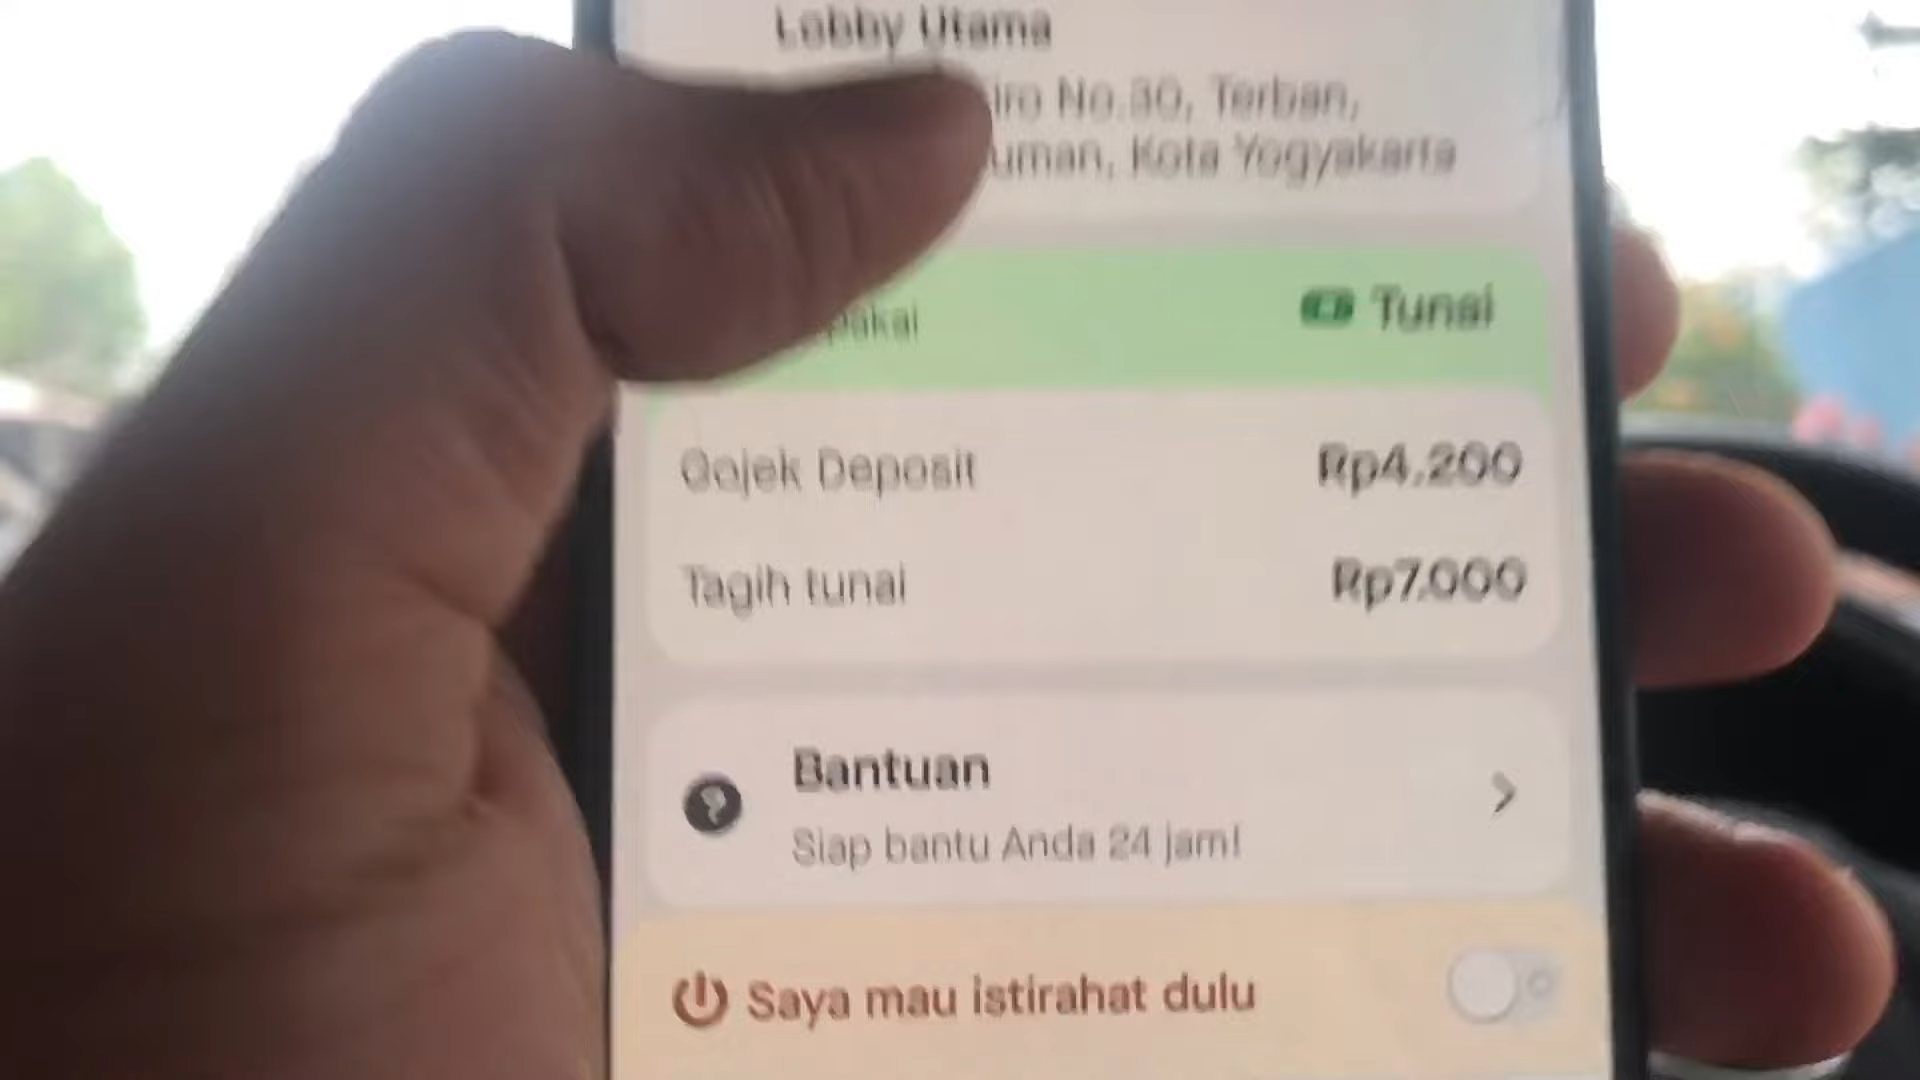 Lobby Utama
No.30, Terban,
Kota Yogyakarta
Tunai
Gojek Deposit
Rp4.200
Tagih tunai
Rp7.000
Bantuan
Siap bantu Anda 24 jam!
Saya mau istirahat dulu